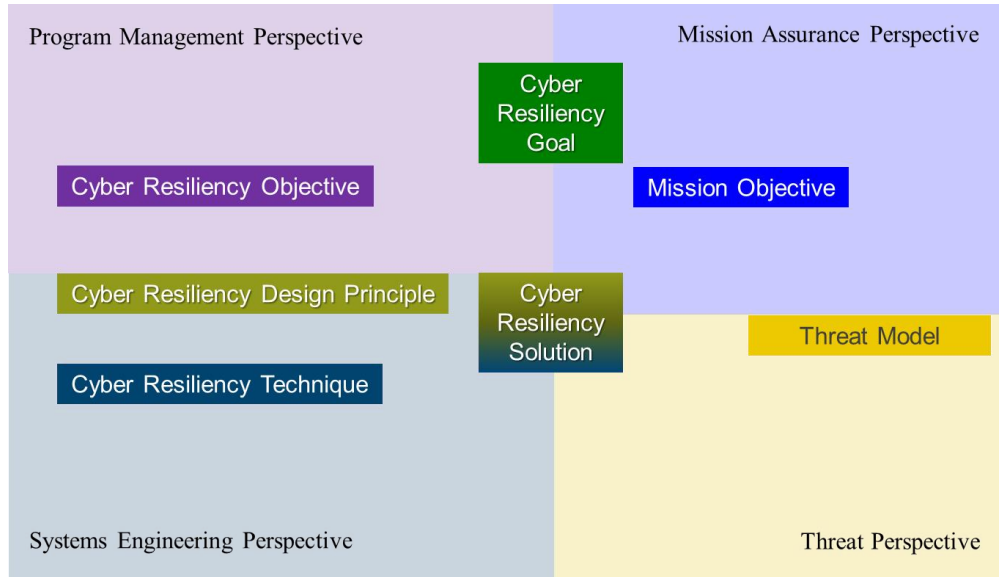 Program Management Perspective
Mission Assurance Perspective
Cyber
Resiliency
Goal
Cyber Resiliency Objective
Mission Objective
Cyber Resiliency Design Principle
Cyber
Resiliency
Solution
Threat Model
Cyber Resiliency Technique
Systems Engineering Perspective
Threat Perspective